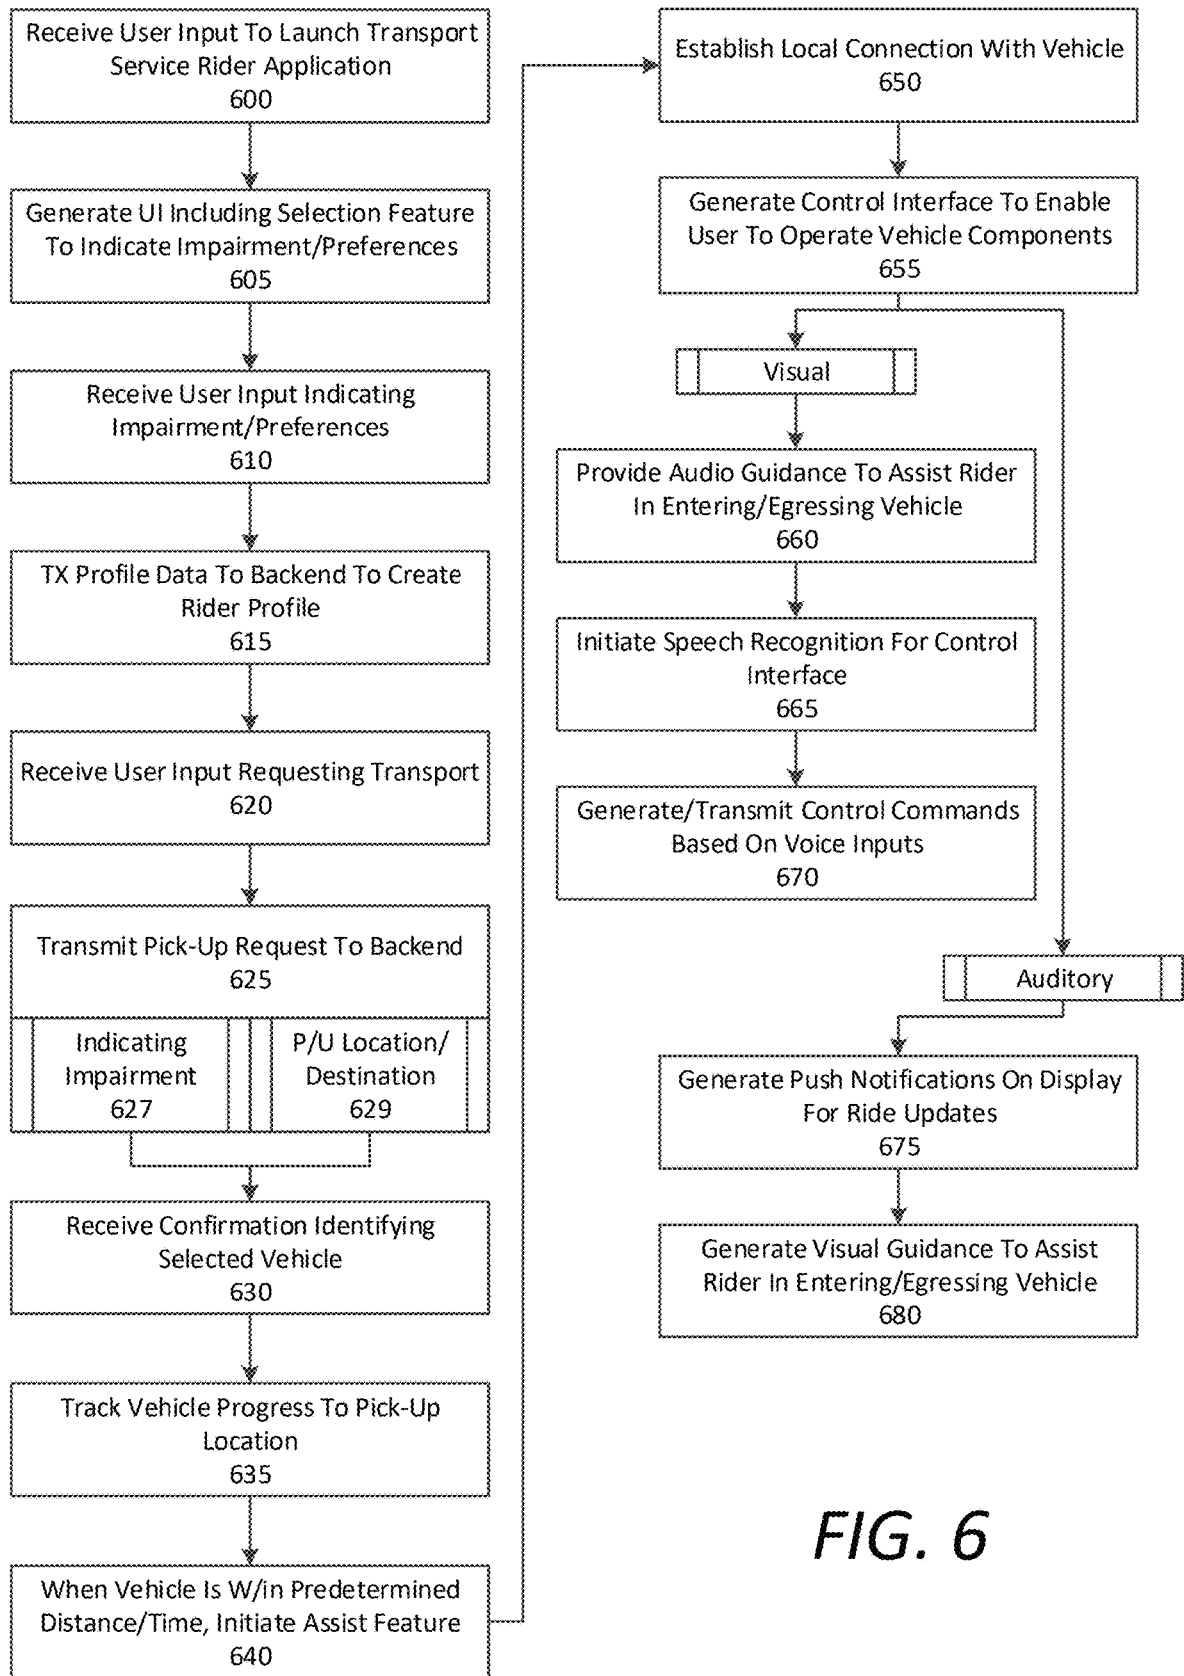 Receive User Input To Launch Transport
Service Rider Application
600
Generate UI Including Selection Feature
To Indicate Impairment/Preferences
605
Receive User Input Indicating
Impairment/Preferences
610
TX Profile Data To Backend To Create
Rider Profile
615
Receive User Input Requesting Transport
620
Transmit Pick-Up Request To Backend
625
Indicating
Impairment
627
P/U Location/
Destination
629
Receive Confirmation Identifying
Selected Vehicle
630
Track Vehicle Progress To Pick-Up
Location
635
When Vehicle Is W/in Predetermined
Distance/Time, Initiate Assist Feature
640
Establish Local Connection With Vehicle
650
Generate Control Interface To Enable
User To Operate Vehicle Components
655
Visual
Provide Audio Guidance To Assist Rider
In Entering/Egressing Vehicle
660
Initiate Speech Recognition For Control
Interface
665
Generate/Transmit Control Commands
Based On Voice Inputs
670
Auditory
Generate Push Notifications On Display
For Ride Updates
675
Generate Visual Guidance To Assist
Rider In Entering/Egressing Vehicle
680
FIG. 6